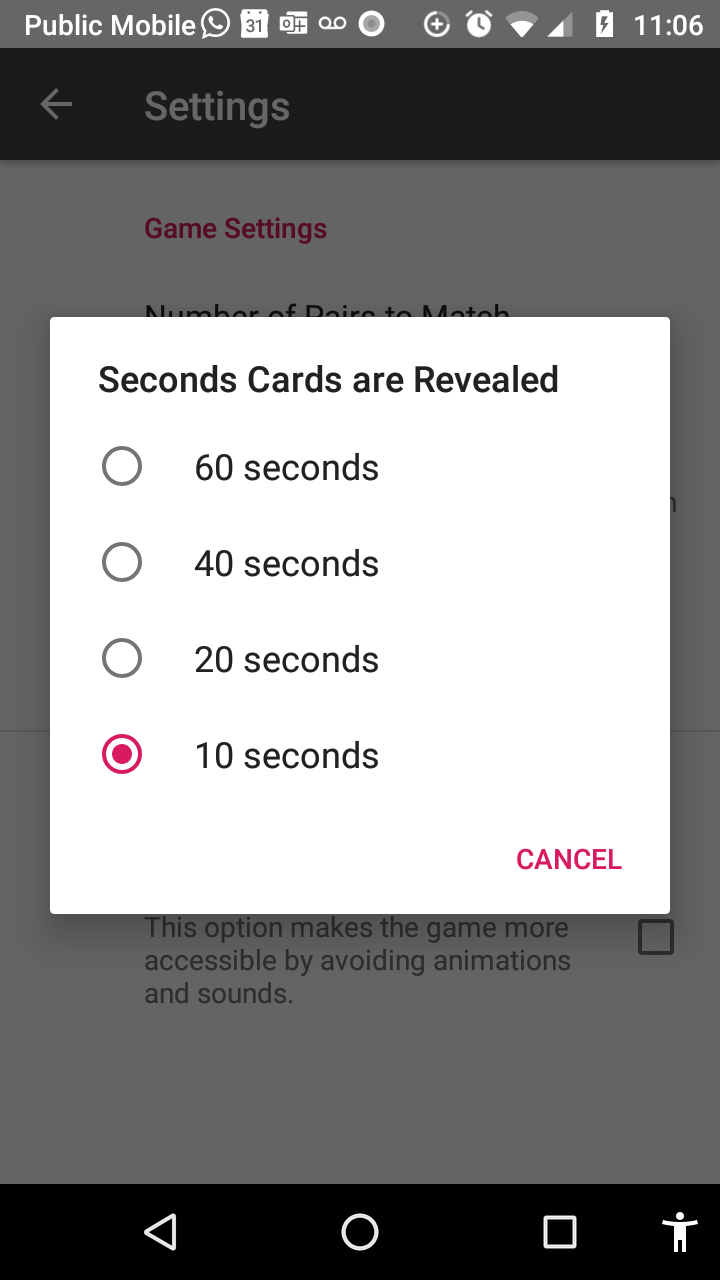 Public Mobile 31 11:06
Settings
Game Settings
Number of Pairs to Match
Seconds Cards are Revealed
60 seconds
40 seconds
20 seconds
10 seconds
CANCEL
This option makes the game more
accessible by avoiding animations
and sounds.